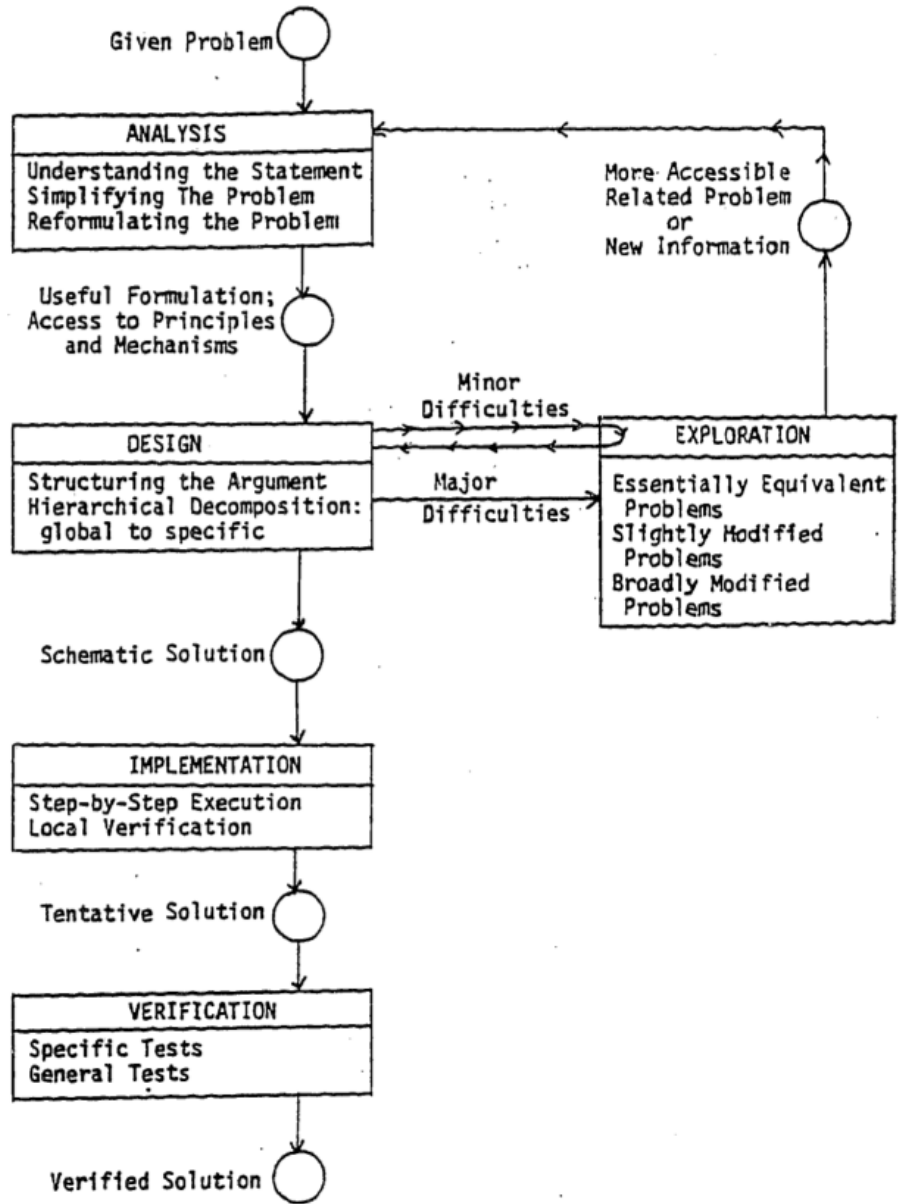 Given Problem
ANALYSIS
Understanding the Statement
Simplifying The Problem
Reformulating the Problem
More Accessible
Related Problem
or
New Information
Useful Formulation;
Access to Principles
and Mechanisms
Minor
Difficulties
DESIGN
Structuring the Argument
Hierarchical Decomposition:
global to specific
Major
Difficulties
EXPLORATION
Essentially Equivalent
Problems
Slightly Modified
Problems
Broadly Modified
Problems
Schematic Solution
IMPLEMENTATION
Step-by-Step Execution
Local Verification
Tentative Solution
VERIFICATION
Specific Tests
General Tests
Verified Solution